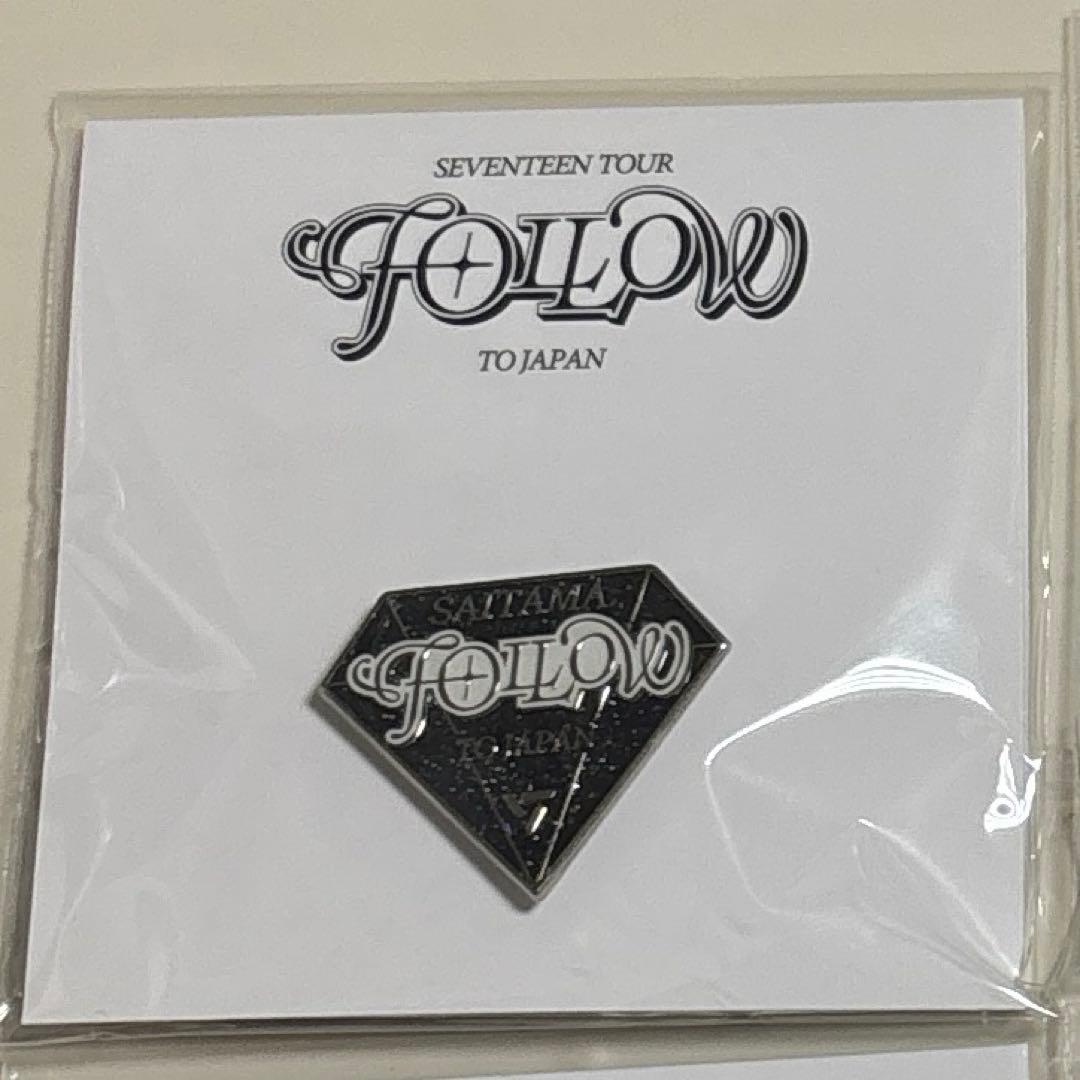 SEVENTEEN TOUR
FOLLOW
TO JAPAN
SAITAMA
FOLLOW
TO JAPAN